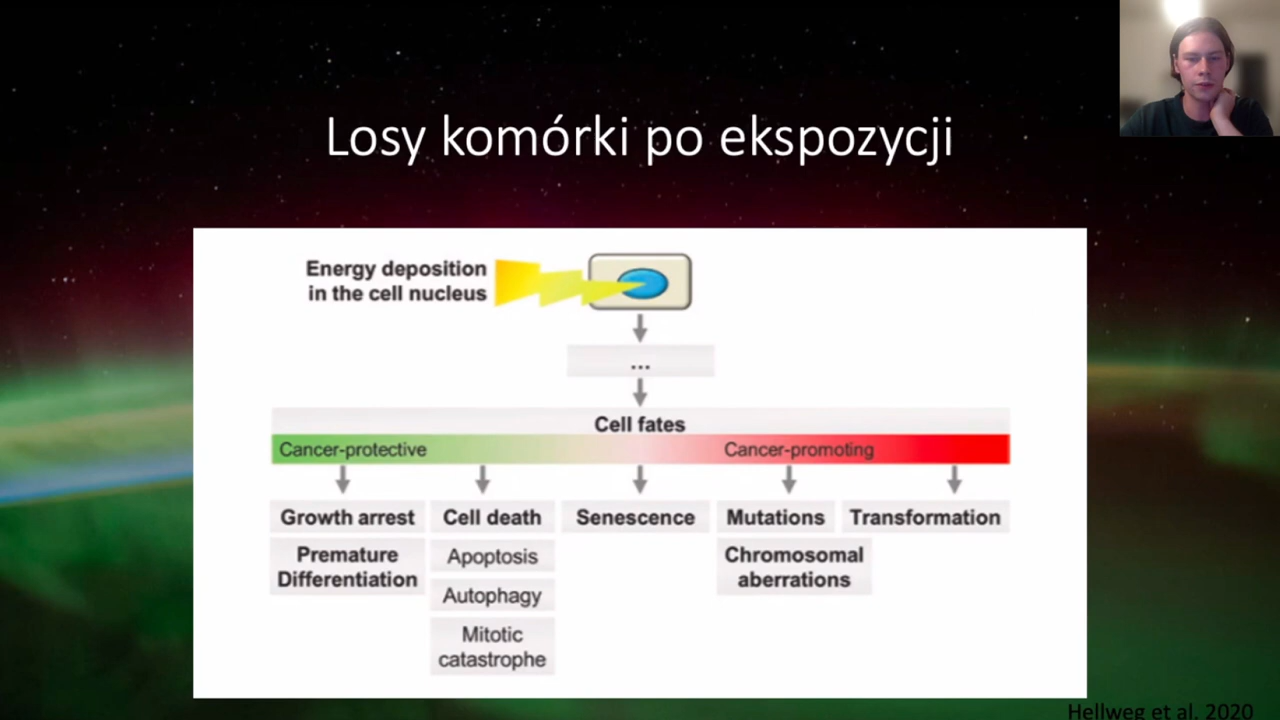 Losy komórki po ekspozycji
Energy deposition
in the cell nucleus
...
Cell fates
Cancer-protective
Cancer-promoting
Growth arrest
Cell death
Senescence
Mutations
Transformation
Premature
Differentiation
Apoptosis
Chromosomal
aberrations
Autophagy
Mitotic
catastrophe
Hellweg et al. 2020